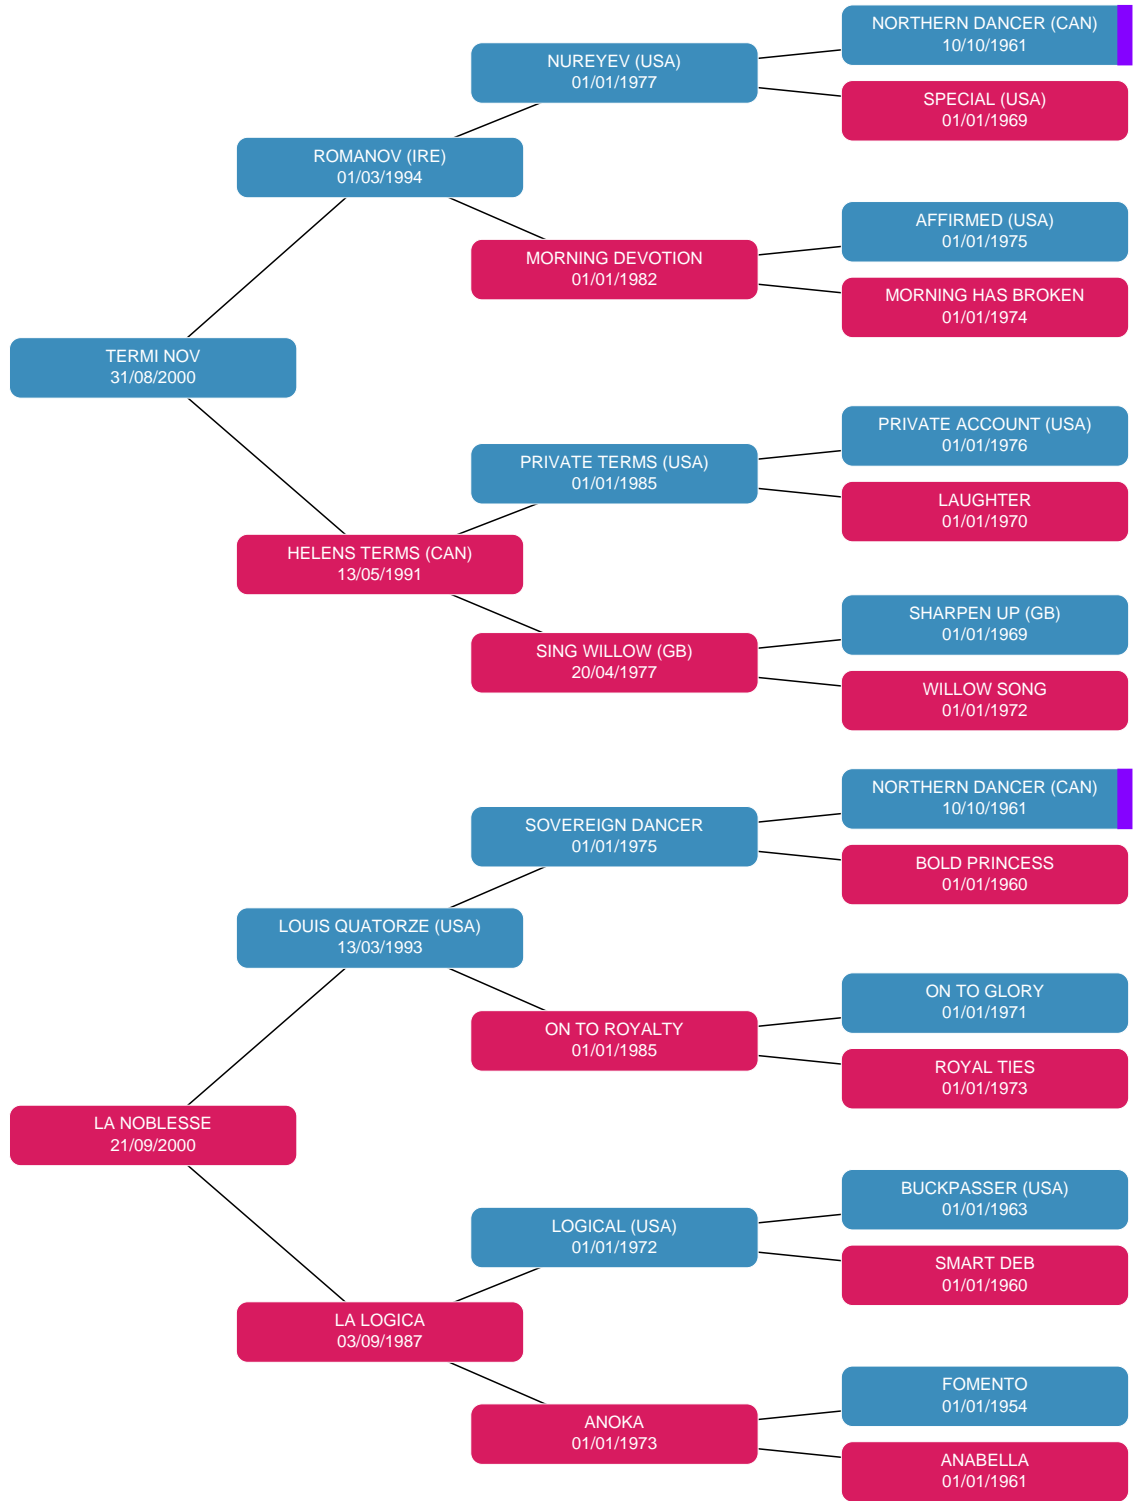 NORTHERN DANCER (CAN)
10/10/1961
NUREYEV (USA)
01/01/1977
SPECIAL (USA)
01/01/1969
ROMANOV (IRE)
01/03/1994
AFFIRMED (USA)
01/01/1975
MORNING DEVOTION
01/01/1982
MORNING HAS BROKEN
01/01/1974
TERMI NOV
31/08/2000
PRIVATE ACCOUNT (USA)
01/01/1976
PRIVATE TERMS (USA)
01/01/1985
LAUGHTER
01/01/1970
HELENS TERMS (CAN)
13/05/1991
SHARPEN UP (GB)
01/01/1969
SING WILLOW (GB)
20/04/1977
WILLOW SONG
01/01/1972
NORTHERN DANCER (CAN)
10/10/1961
SOVEREIGN DANCER
01/01/1975
BOLD PRINCESS
01/01/1960
LOUIS QUATORZE (USA)
13/03/1993
ON TO GLORY
01/01/1971
ON TO ROYALTY
01/01/1985
ROYAL TIES
01/01/1973
LA NOBLESSE
21/09/2000
BUCKPASSER (USA)
01/01/1963
LOGICAL (USA)
01/01/1972
SMART DEB
01/01/1960
LA LOGICA
03/09/1987
FOMENTO
01/01/1954
ANOKA
01/01/1973
ANABELLA
01/01/1961